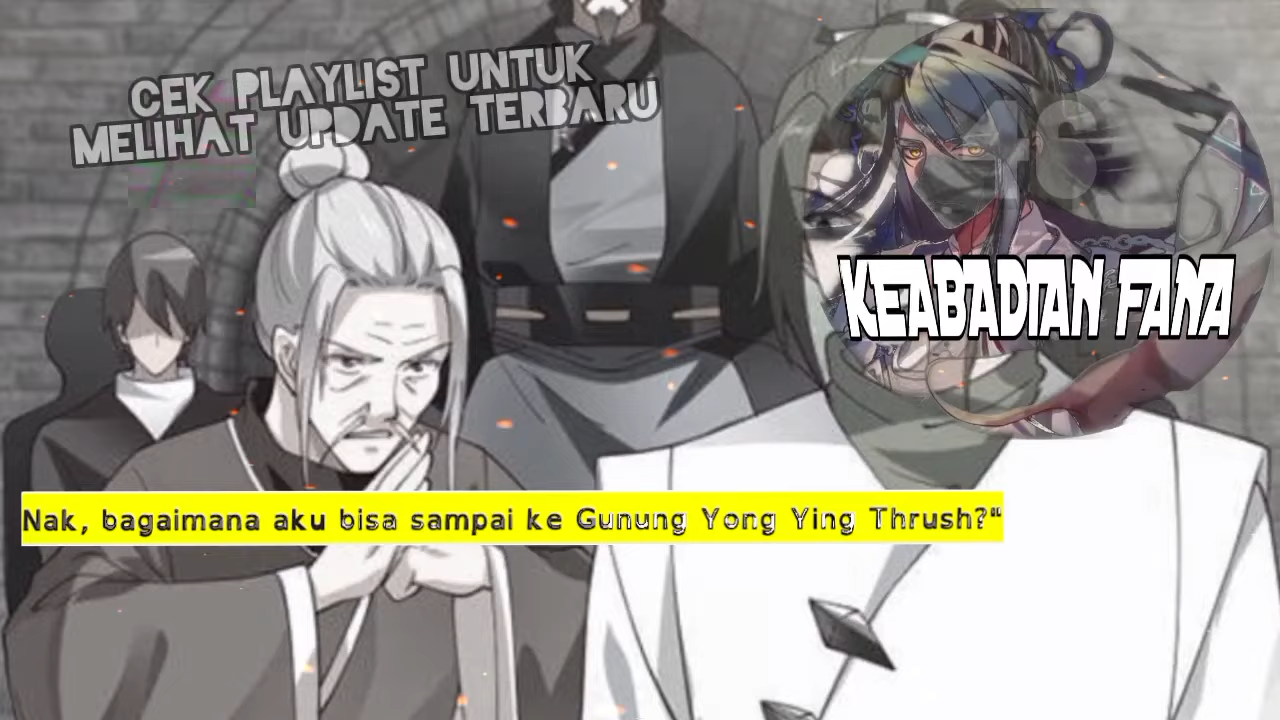 CEK PLAYLIST UNTUK
MELIHAT UPDATE TERBARU
KEABADIAN FANA
Nak, bagaimana aku bisa sampai ke Gunung Yong Ying Thrush?"